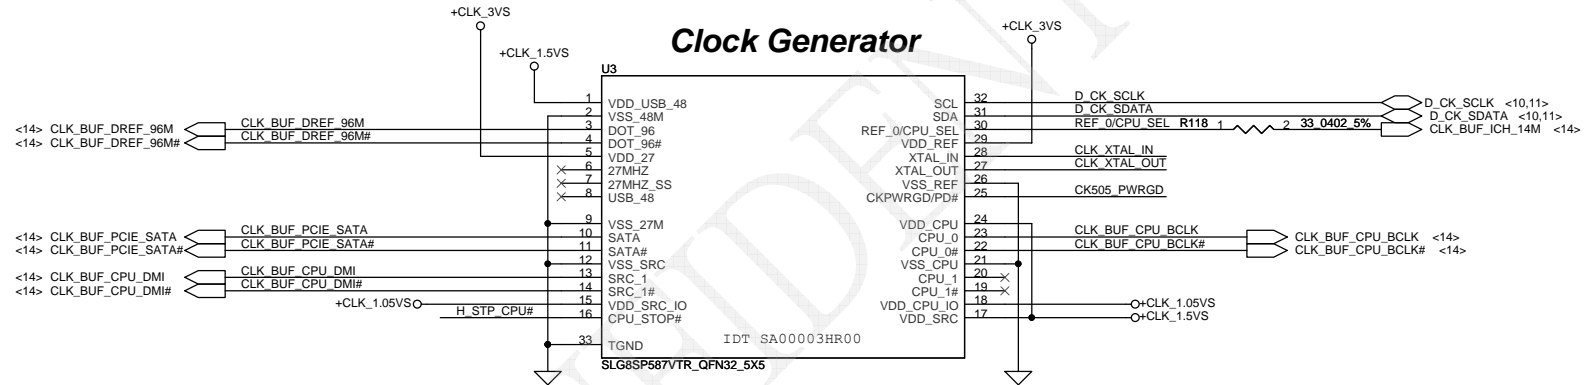 +CLK_3VS
+CLK_1.5VS
Clock Generator
+CLK_3VS
U3
1 VDD_USB_48
2 VSS_48M
<14> CLK_BUF_DREF_96M CLK_BUF_DREF_96M 3 DOT_96
<14> CLK_BUF_DREF_96M# CLK_BUF_DREF_96M# 4 DOT_96#
5 VDD_27
6 27MHZ
7 27MHZ_SS
8 USB_48
9 VSS_27M
<14> CLK_BUF_PCIE_SATA CLK_BUF_PCIE_SATA 10 SATA
<14> CLK_BUF_PCIE_SATA# CLK_BUF_PCIE_SATA# 11 SATA#
12 VSS_SRC
<14> CLK_BUF_CPU_DMI CLK_BUF_CPU_DMI 13 SRC_1
<14> CLK_BUF_CPU_DMI# CLK_BUF_CPU_DMI# 14 SRC_1#
+CLK_1.05VS 15 VDD_SRC_IO
H_STP_CPU# 16 CPU_STOP#
33 TGND
SCL 32 D_CK_SCLK D_CK_SCLK <10,11>
SDA 31 D_CK_SDATA D_CK_SDATA <10,11>
REF_0/CPU_SEL 30 REF_0/CPU_SEL R118 1 2 33_0402_5% CLK_BUF_ICH_14M <14>
VDD_REF 29
XTAL_IN 28 CLK_XTAL_IN
XTAL_OUT 27 CLK_XTAL_OUT
VSS_REF 26
CKPWRGD/PD# 25 CK505_PWRGD
VDD_CPU 24
CPU_0 23 CLK_BUF_CPU_BCLK CLK_BUF_CPU_BCLK <14>
CPU_0# 22 CLK_BUF_CPU_BCLK# CLK_BUF_CPU_BCLK# <14>
VSS_CPU 21
CPU_1 20
CPU_1# 19
VDD_CPU_IO 18 +CLK_1.05VS
VDD_SRC 17 +CLK_1.5VS
IDT SA00003HR00
SLG8SP587VTR_QFN32_5X5